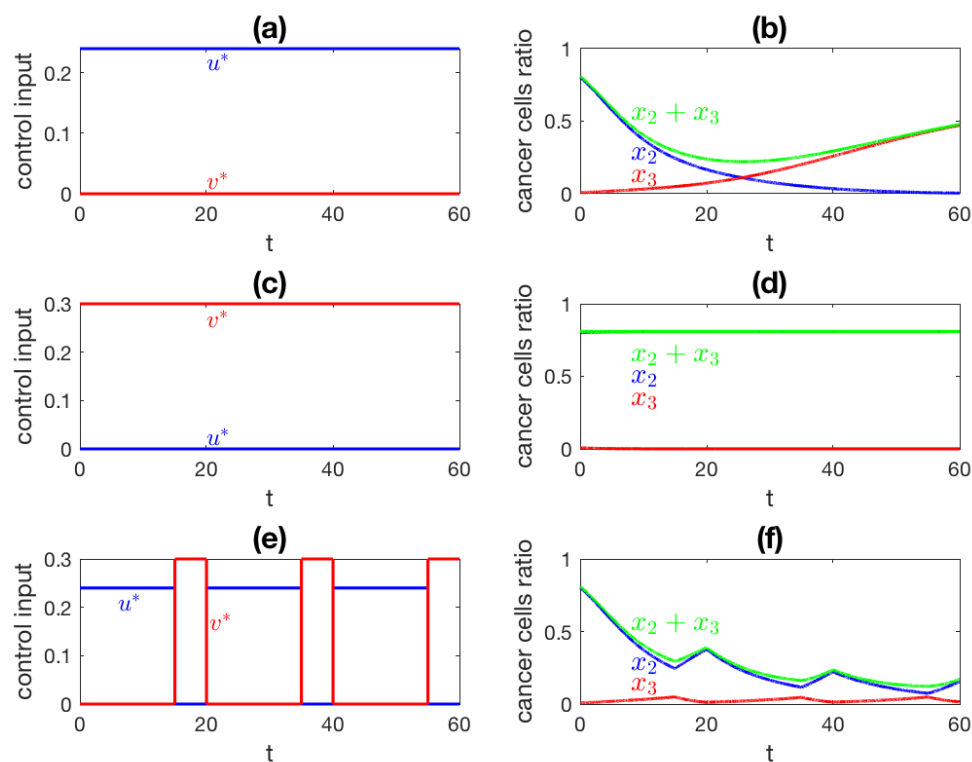 (a)
control input
0.2
0.1
0
u*
v*
0 20 40 60
t
(b)
cancer cells ratio
1
0.5
0
x₂ + x₃
x₂
x₃
0 20 40 60
t
(c)
control input
0.3
0.2
0.1
0
v*
u*
0 20 40 60
t
(d)
cancer cells ratio
1
0.5
0
x₂ + x₃
x₂
x₃
0 20 40 60
t
(e)
control input
0.3
0.2
0.1
0
u*
v*
0 20 40 60
t
(f)
cancer cells ratio
1
0.5
0
x₂ + x₃
x₂
x₃
0 20 40 60
t